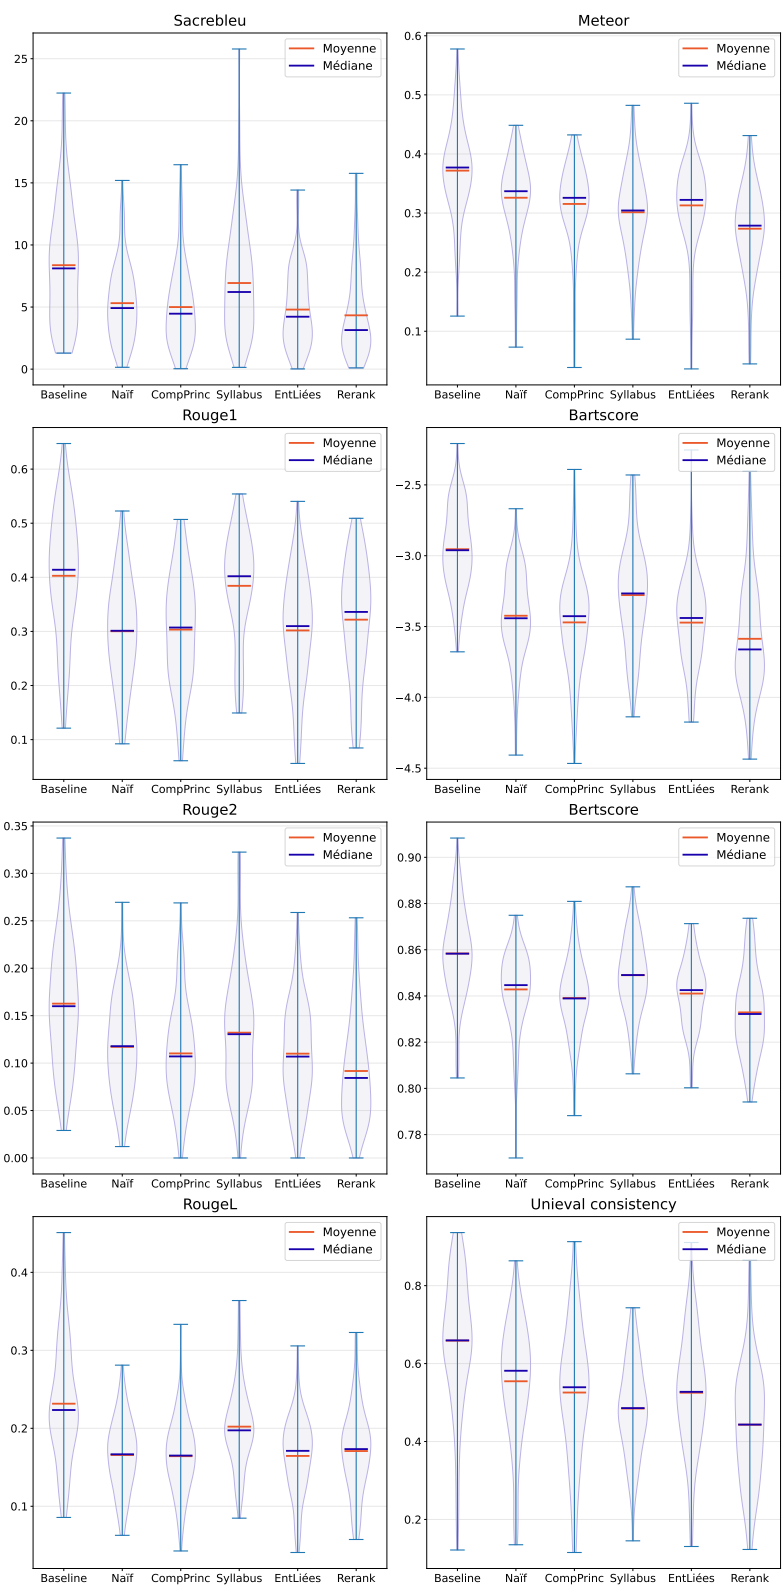 Sacrebleu
Moyenne
Médiane
25
20
15
10
5
0
Baseline Naïf CompPrinc Syllabus EntLiées Rerank
Meteor
Moyenne
Médiane
0.6
0.5
0.4
0.3
0.2
0.1
Baseline Naïf CompPrinc Syllabus EntLiées Rerank
Rouge1
Moyenne
Médiane
0.6
0.5
0.4
0.3
0.2
0.1
Baseline Naïf CompPrinc Syllabus EntLiées Rerank
Bartscore
Moyenne
Médiane
−2.5
−3.0
−3.5
−4.0
−4.5
Baseline Naïf CompPrinc Syllabus EntLiées Rerank
Rouge2
Moyenne
Médiane
0.35
0.30
0.25
0.20
0.15
0.10
0.05
0.00
Baseline Naïf CompPrinc Syllabus EntLiées Rerank
Bertscore
Moyenne
Médiane
0.90
0.88
0.86
0.84
0.82
0.80
0.78
Baseline Naïf CompPrinc Syllabus EntLiées Rerank
RougeL
Moyenne
Médiane
0.4
0.3
0.2
0.1
Baseline Naïf CompPrinc Syllabus EntLiées Rerank
Unieval consistency
Moyenne
Médiane
0.8
0.6
0.4
0.2
Baseline Naïf CompPrinc Syllabus EntLiées Rerank